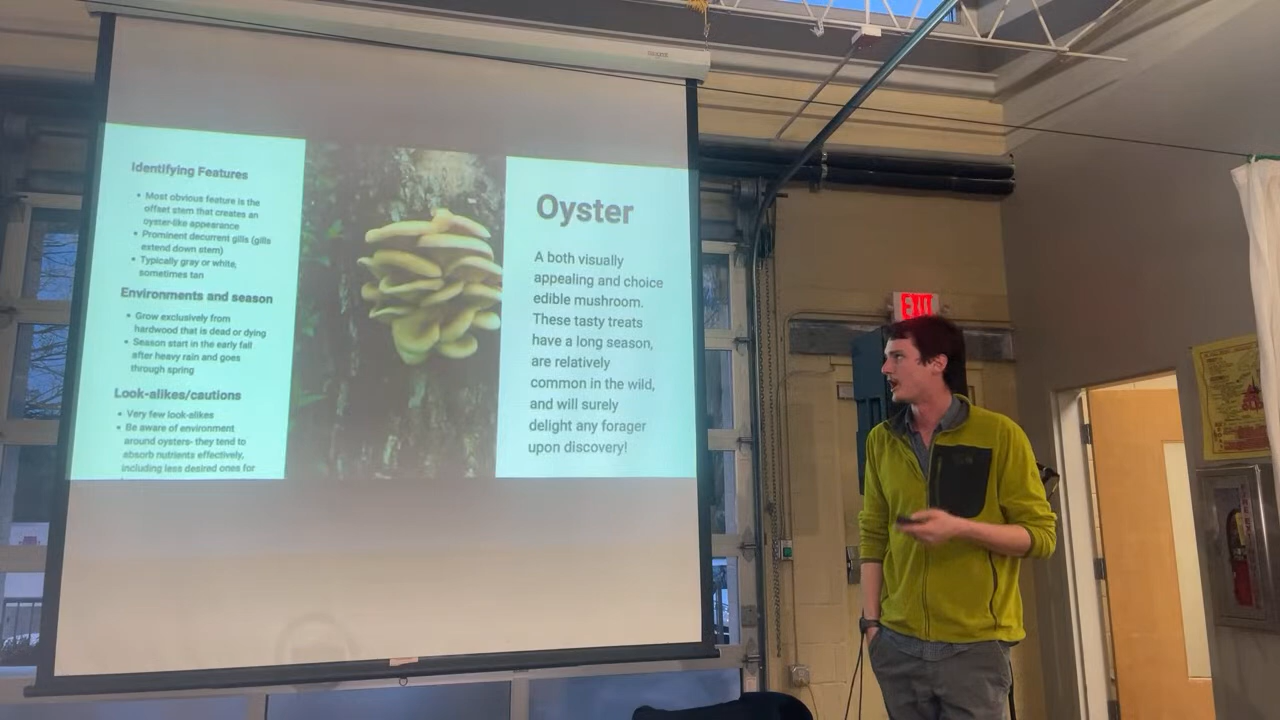 Identifying Features
• Most obvious feature is the
offset stem that creates an
oyster-like appearance
• Prominent decurrent gills (gills
extend down stem)
• Typically gray or white,
sometimes tan
Environments and season
• Grow exclusively from
hardwood that is dead or dying
• Season start in the early fall
after heavy rain and goes
through spring
Look-alikes/cautions
• Very few look-alikes
• Be aware of environment
around oysters- they tend to
absorb nutrients effectively,
including less desired ones for
Oyster
A both visually
appealing and choice
edible mushroom.
These tasty treats
have a long season,
are relatively
common in the wild,
and will surely
delight any forager
upon discovery!
EXIT